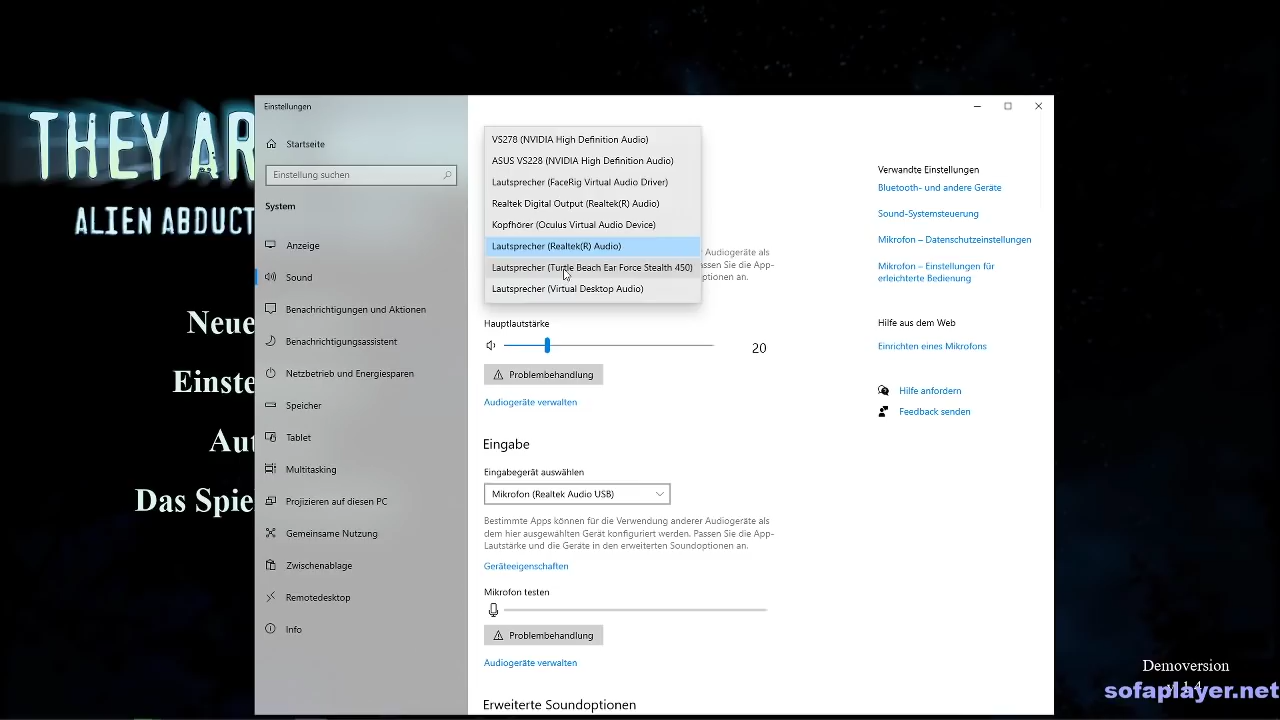 THEY AR
ALIEN ABDUCT
Neue
Einste
Aut
Das Spie
Einstellungen
Startseite
Einstellung suchen
System
Anzeige
Sound
Benachrichtigungen und Aktionen
Benachrichtigungsassistent
Netzbetrieb und Energiesparen
Speicher
Tablet
Multitasking
Projizieren auf diesen PC
Gemeinsame Nutzung
Zwischenablage
Remotedesktop
Info
VS278 (NVIDIA High Definition Audio)
ASUS VS228 (NVIDIA High Definition Audio)
Lautsprecher (FaceRig Virtual Audio Driver)
Realtek Digital Output (Realtek(R) Audio)
Kopfhörer (Oculus Virtual Audio Device)
Lautsprecher (Realtek(R) Audio)
Lautsprecher (Turtle Beach Ear Force Stealth 450)
Lautsprecher (Virtual Desktop Audio)
Audiogeräte als
ssen Sie die App-
optionen an.
Hauptlautstärke
20
Problembehandlung
Audiogeräte verwalten
Eingabe
Eingabegerät auswählen
Mikrofon (Realtek Audio USB)
Bestimmte Apps können für die Verwendung anderer Audiogeräte als
dem hier ausgewählten Gerät konfiguriert werden. Passen Sie die App-
Lautstärke und die Geräte in den erweiterten Soundoptionen an.
Geräteeigenschaften
Mikrofon testen
Problembehandlung
Audiogeräte verwalten
Erweiterte Soundoptionen
Verwandte Einstellungen
Bluetooth- und andere Geräte
Sound-Systemsteuerung
Mikrofon – Datenschutzeinstellungen
Mikrofon – Einstellungen für
erleichterte Bedienung
Hilfe aus dem Web
Einrichten eines Mikrofons
Hilfe anfordern
Feedback senden
Demoversion
sofaplayer.net